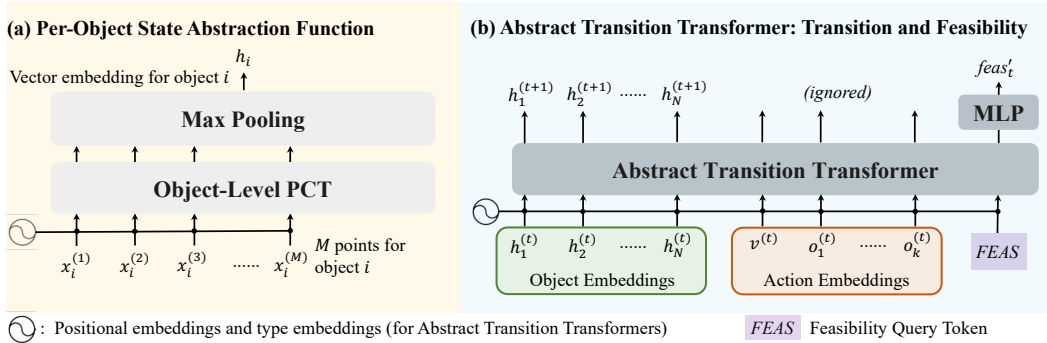 (a) Per-Object State Abstraction Function
h_i
Vector embedding for object i
Max Pooling
Object-Level PCT
x_i^(1) x_i^(2) x_i^(3) ...... x_i^(M)
M points for
object i
(b) Abstract Transition Transformer: Transition and Feasibility
h_1^(t+1) h_2^(t+1) ...... h_N^(t+1) (ignored) feas'_t
MLP
Abstract Transition Transformer
h_1^(t) h_2^(t) ...... h_N^(t) v^(t) o_1^(t) ...... o_k^(t) FEAS
Object Embeddings Action Embeddings
: Positional embeddings and type embeddings (for Abstract Transition Transformers) FEAS Feasibility Query Token